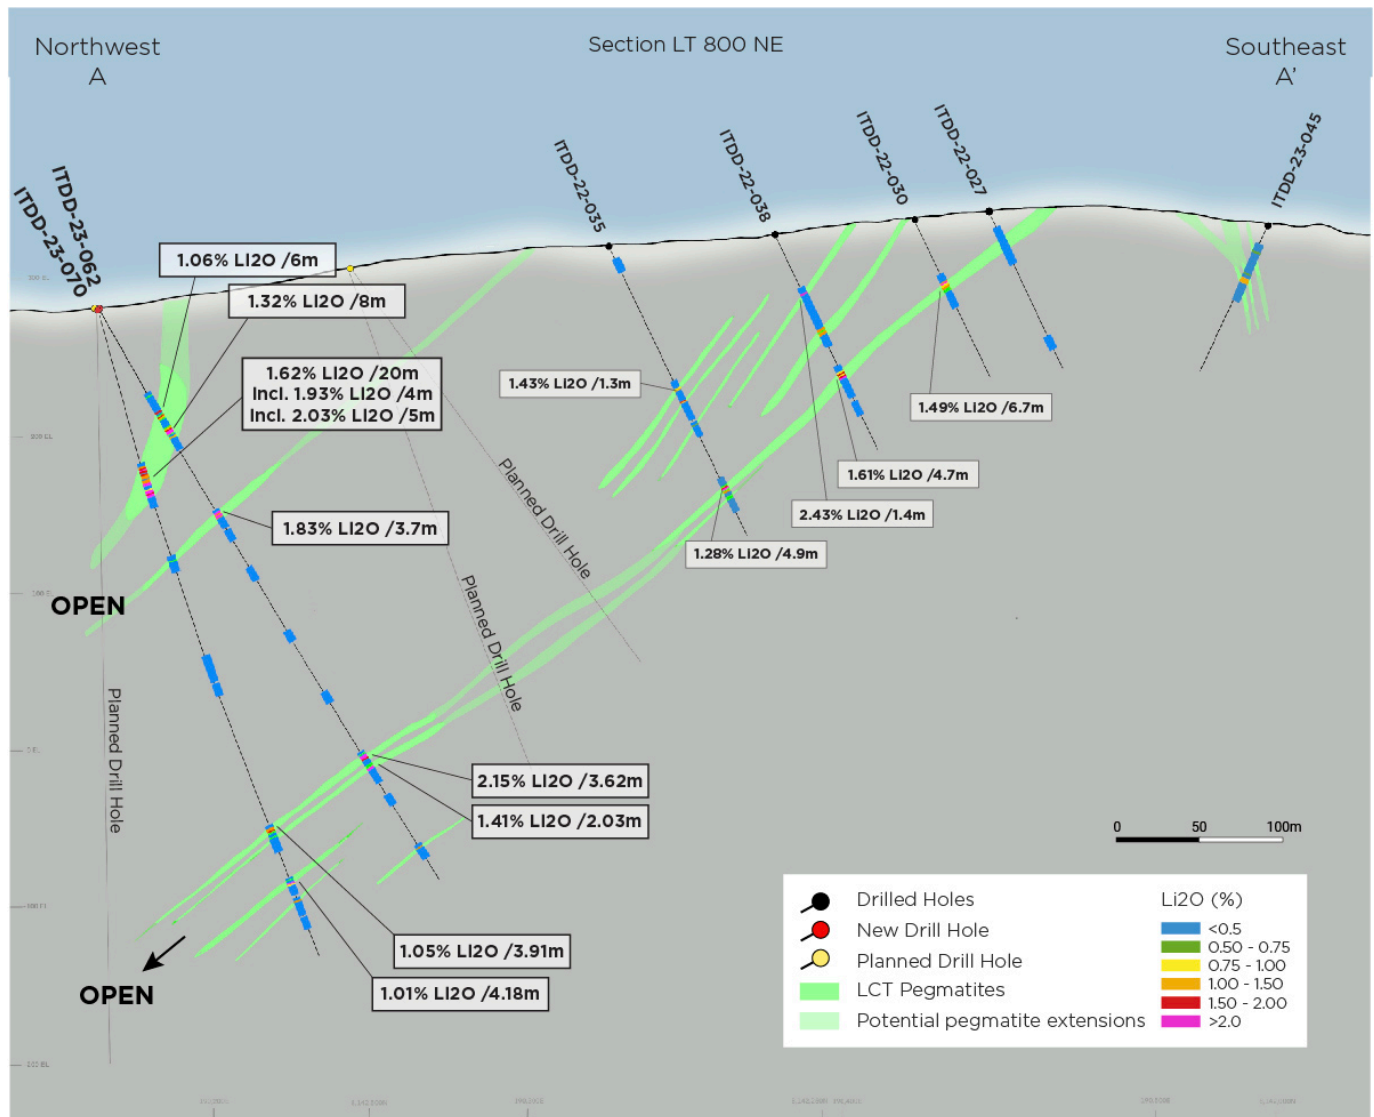 Northwest
A
Section LT 800 NE
Southeast
A'
ITDD-23-070
ITDD-23-062
ITDD-22-035
ITDD-22-038
ITDD-22-030
ITDD-22-027
ITDD-23-045
1.06% LI2O /6m
1.32% LI2O /8m
1.62% LI2O /20m
Incl. 1.93% LI2O /4m
Incl. 2.03% LI2O /5m
1.83% LI2O /3.7m
1.43% LI2O /1.3m
1.49% LI2O /6.7m
1.61% LI2O /4.7m
2.43% LI2O /1.4m
1.28% LI2O /4.9m
Planned Drill Hole
Planned Drill Hole
Planned Drill Hole
OPEN
2.15% LI2O /3.62m
1.41% LI2O /2.03m
1.05% LI2O /3.91m
1.01% LI2O /4.18m
OPEN
0 50 100m
Drilled Holes
New Drill Hole
Planned Drill Hole
LCT Pegmatites
Potential pegmatite extensions
Li2O (%)
<0.5
0.50 - 0.75
0.75 - 1.00
1.00 - 1.50
1.50 - 2.00
>2.0